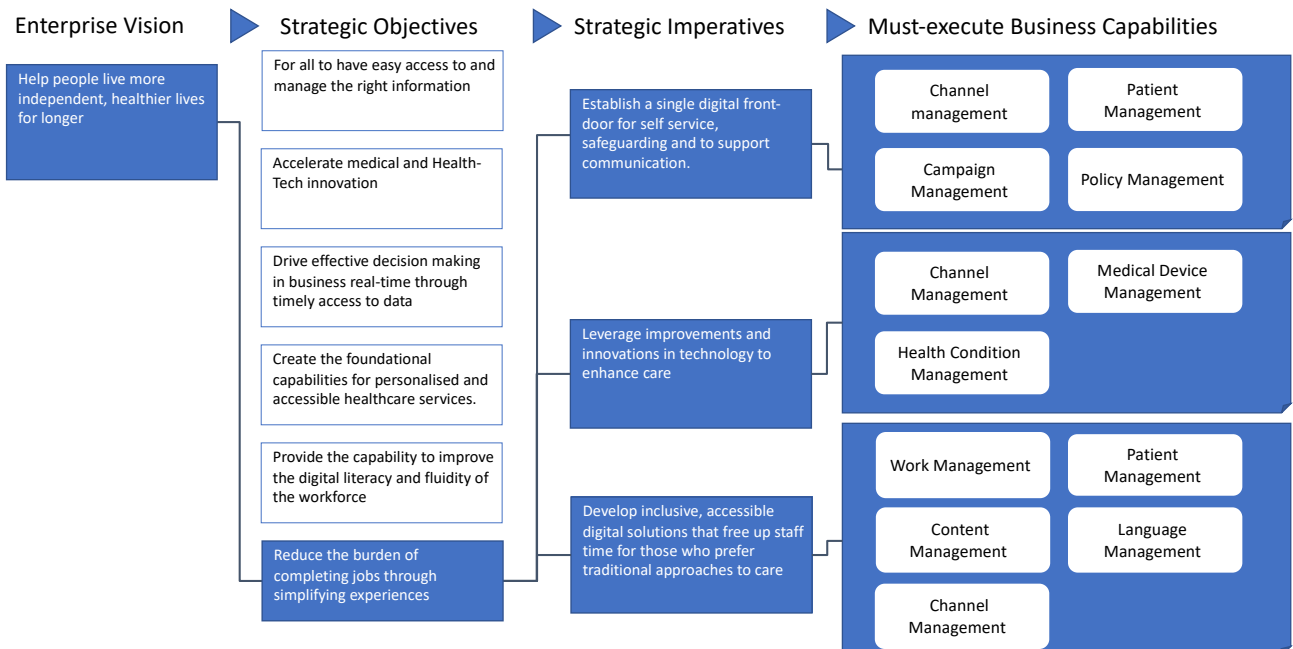 Enterprise Vision
Strategic Objectives
Strategic Imperatives
Must-execute Business Capabilities
Help people live more
independent, healthier lives
for longer
For all to have easy access to and
manage the right information
Accelerate medical and Health-
Tech innovation
Drive effective decision making
in business real-time through
timely access to data
Create the foundational
capabilities for personalised and
accessible healthcare services.
Provide the capability to improve
the digital literacy and fluidity of
the workforce
Reduce the burden of
completing jobs through
simplifying experiences
Establish a single digital front-
door for self service,
safeguarding and to support
communication.
Leverage improvements and
innovations in technology to
enhance care
Develop inclusive, accessible
digital solutions that free up staff
time for those who prefer
traditional approaches to care
Channel
management
Patient
Management
Campaign
Management
Policy Management
Channel
Management
Medical Device
Management
Health Condition
Management
Work Management
Patient
Management
Content
Management
Language
Management
Channel
Management